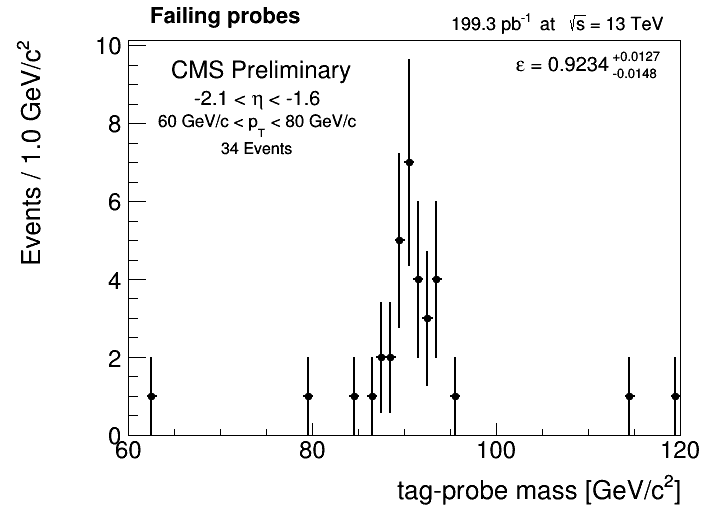 Failing probes
199.3 pb⁻¹ at √s = 13 TeV
CMS Preliminary
-2.1 < η < -1.6
60 GeV/c < p_T < 80 GeV/c
34 Events
ε = 0.9234 +0.0127 -0.0148
Events / 1.0 GeV/c²
10
8
6
4
2
0
60 80 100 120
tag-probe mass [GeV/c²]